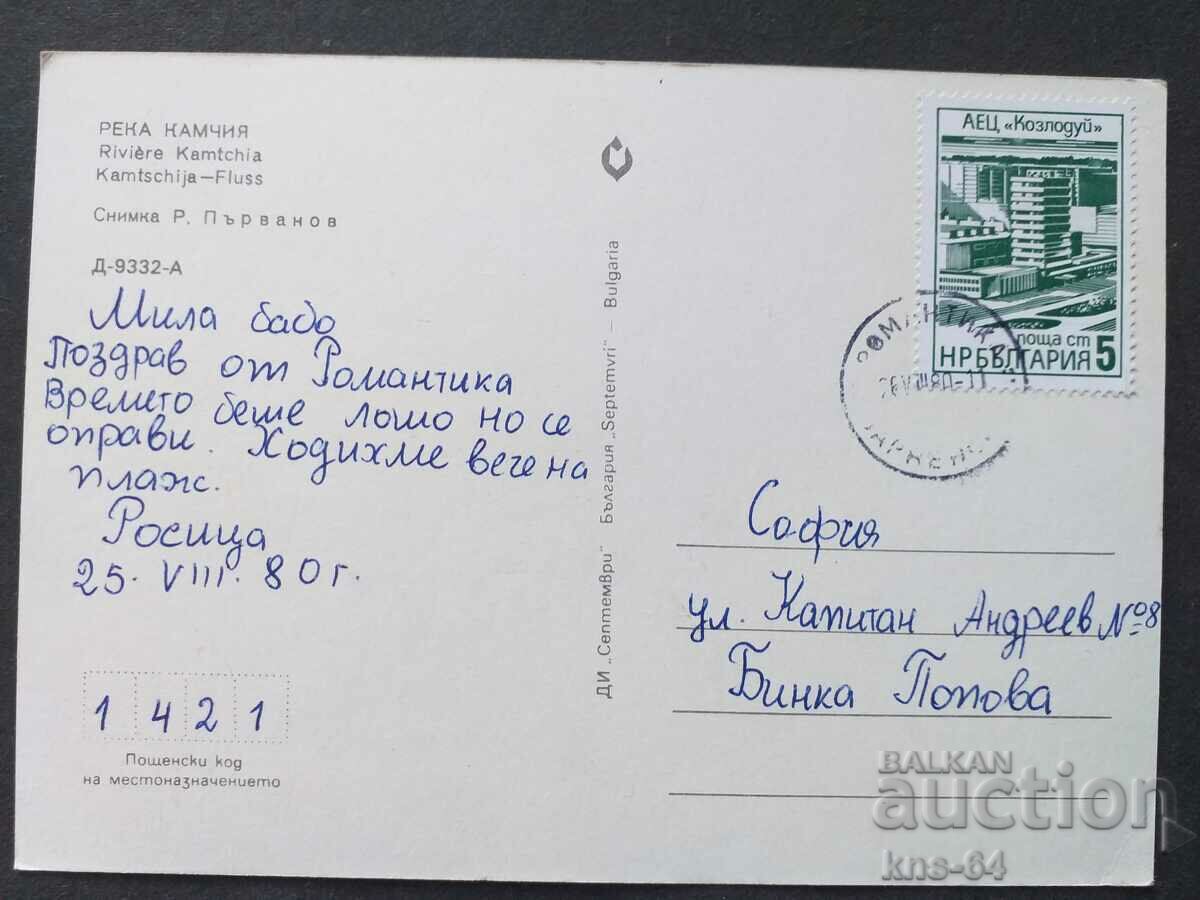 РЕКА КАМЧИЯ
Rivière Kamtchia
Kamtschija–Fluss
Снимка Р. Първанов
Д-9332-А
Мила бабо
Поздрав от Романтика
Времето беше лошо но се
оправи. Ходихме вече на
плаж.
Росица
25. VIII. 80 г.
1 4 2 1
Пощенски код
на местоназначението
ДИ „Септември" България „Septemvri" – Bulgaria
АЕЦ «Козлодуй»
поща ст
НРБЪЛГАРИЯ 5
РОМАНТИКА
София
ул. Капитан Андреев №8
Бинка Попова
BALKAN
auction
kns-64